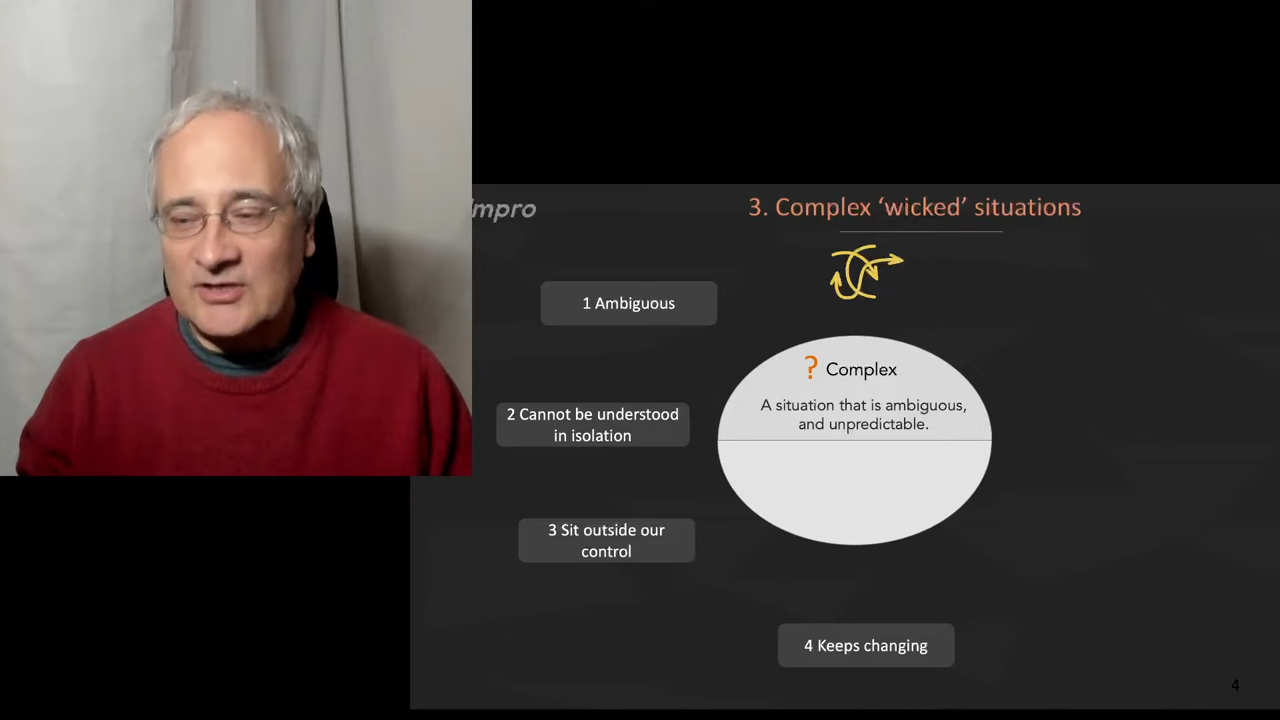 mpro
3. Complex ‘wicked’ situations
1 Ambiguous
? Complex
A situation that is ambiguous,
and unpredictable.
2 Cannot be understood
in isolation
3 Sit outside our
control
4 Keeps changing
4